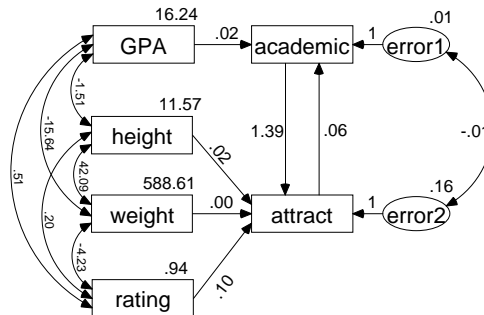 16.24
.01
GPA
.02
academic
1
error1
-1.51
11.57
height
-15.64
1.39
.06
-.01
.02
.51
42.09
588.61
.16
weight
.00
attract
1
error2
.20
-4.23
.94
.10
rating